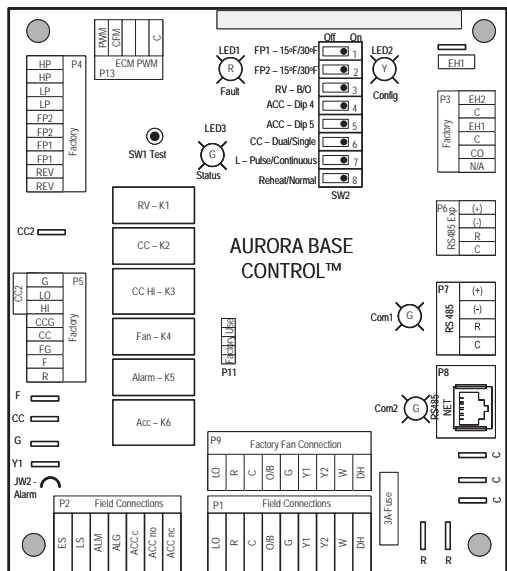 PWM
CFM
C
ECM PWM
P13
LED1
R
Fault
Off On
FP1 – 15ºF/30ºF 1
FP2 – 15ºF/30ºF 2
RV – B/O 3
ACC – Dip 4 4
ACC – Dip 5 5
CC – Dual/Single 6
L – Pulse/Continuous 7
Reheat/Normal 8
SW2
LED2
Y
Config
EH1
P4
HP
HP
LP
LP
FP2
FP2
FP1
FP1
REV
REV
Factory
SW1 Test
LED3
G
Status
P3
Factory
EH2
C
EH1
C
CO
N/A
RV – K1
CC – K2
CC Hi – K3
Fan – K4
Alarm – K5
Acc – K6
AURORA BASE
CONTROL™
P6
RS485 Exp
(+)
(-)
R
C
CC2
CC2
P5
G
LO
HI
CCG
CC
FG
F
R
Factory
Factory Use
P11
Com1
G
P7
RS 485
(+)
(-)
R
C
P8
RS485
NET
Com2
G
F
CC
G
Y1
JW2 -
Alarm
P9 Factory Fan Connection
LO
R
C
O/B
G
Y1
Y2
W
DH
P2 Field Connections
ES
LS
ALM
ALG
ACC c
ACC no
ACC nc
P1 Field Connections
LO
R
C
O/B
G
Y1
Y2
W
DH
3A-Fuse
C
C
C
R R